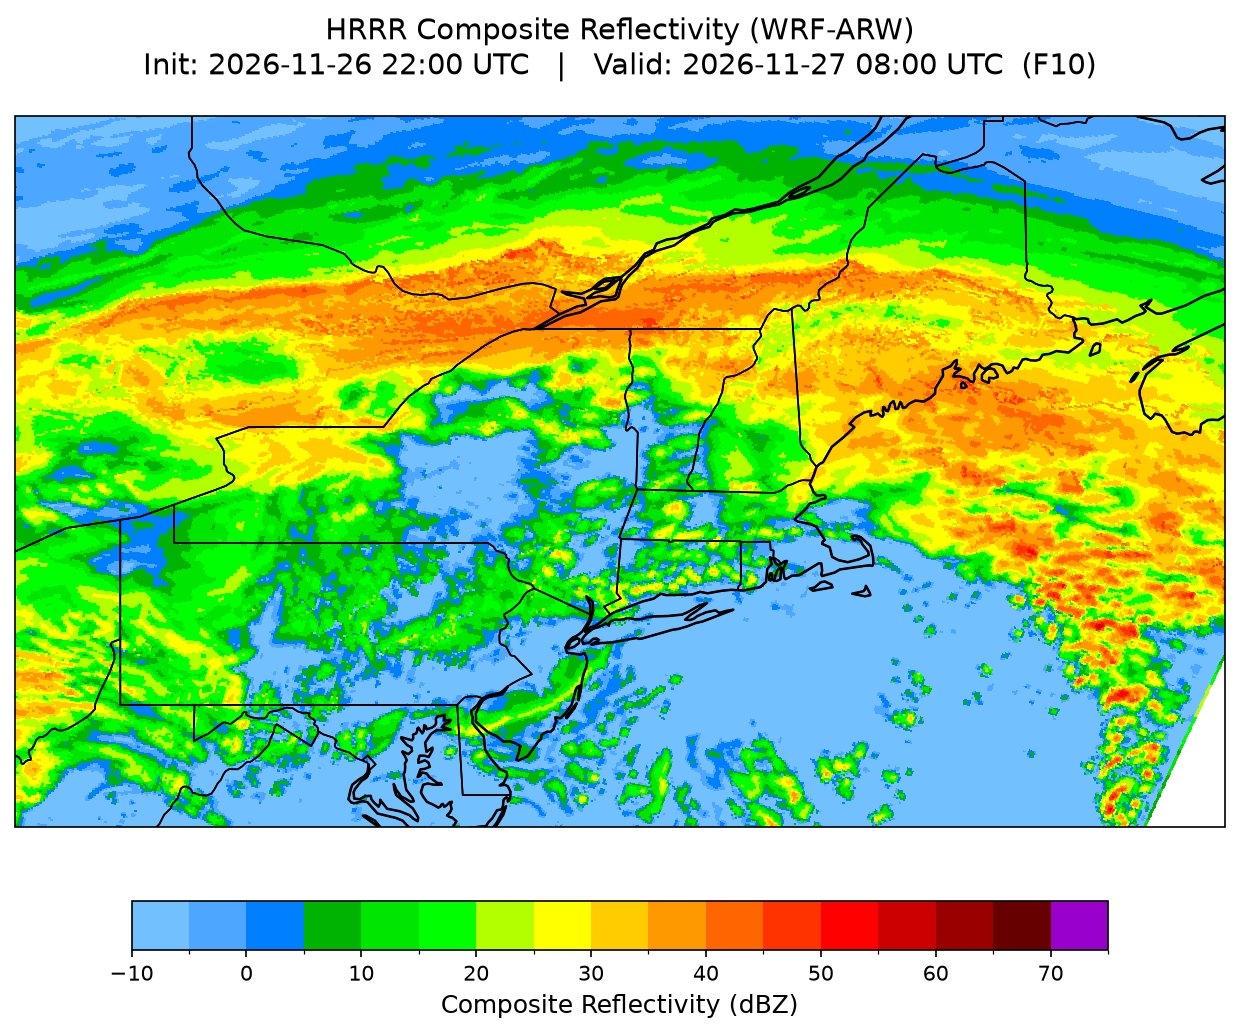 HRRR Composite Reflectivity (WRF-ARW)
Init: 2026-11-26 22:00 UTC   |   Valid: 2026-11-27 08:00 UTC  (F10)
−10 0 10 20 30 40 50 60 70
Composite Reflectivity (dBZ)